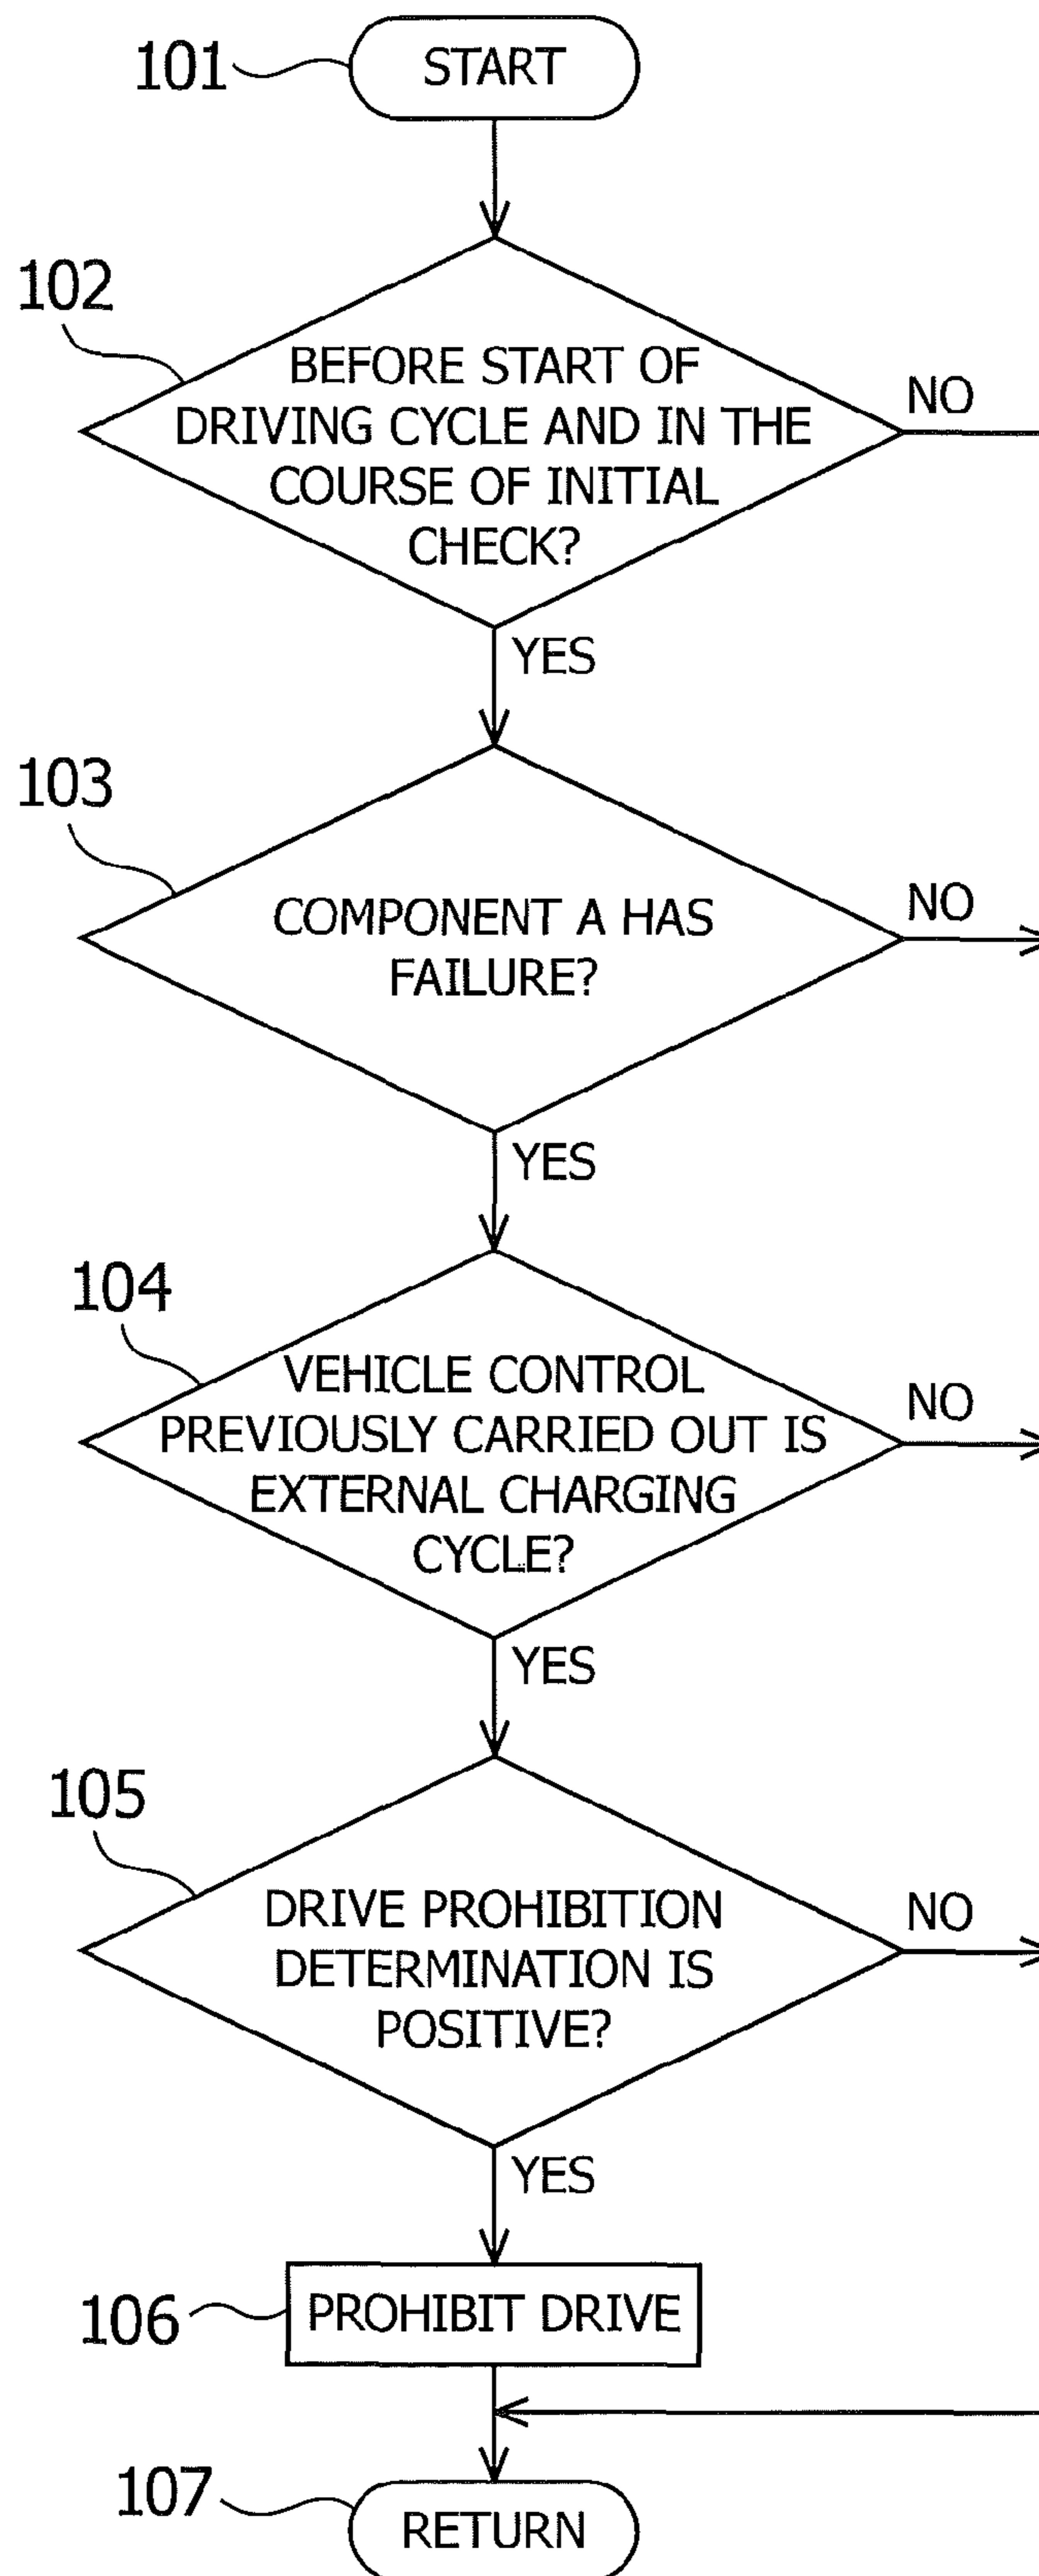 101
START
102
BEFORE START OF
DRIVING CYCLE AND IN THE
COURSE OF INITIAL
CHECK?
NO
YES
103
COMPONENT A HAS
FAILURE?
NO
YES
104
VEHICLE CONTROL
PREVIOUSLY CARRIED OUT IS
EXTERNAL CHARGING
CYCLE?
NO
YES
105
DRIVE PROHIBITION
DETERMINATION IS
POSITIVE?
NO
YES
106
PROHIBIT DRIVE
107
RETURN